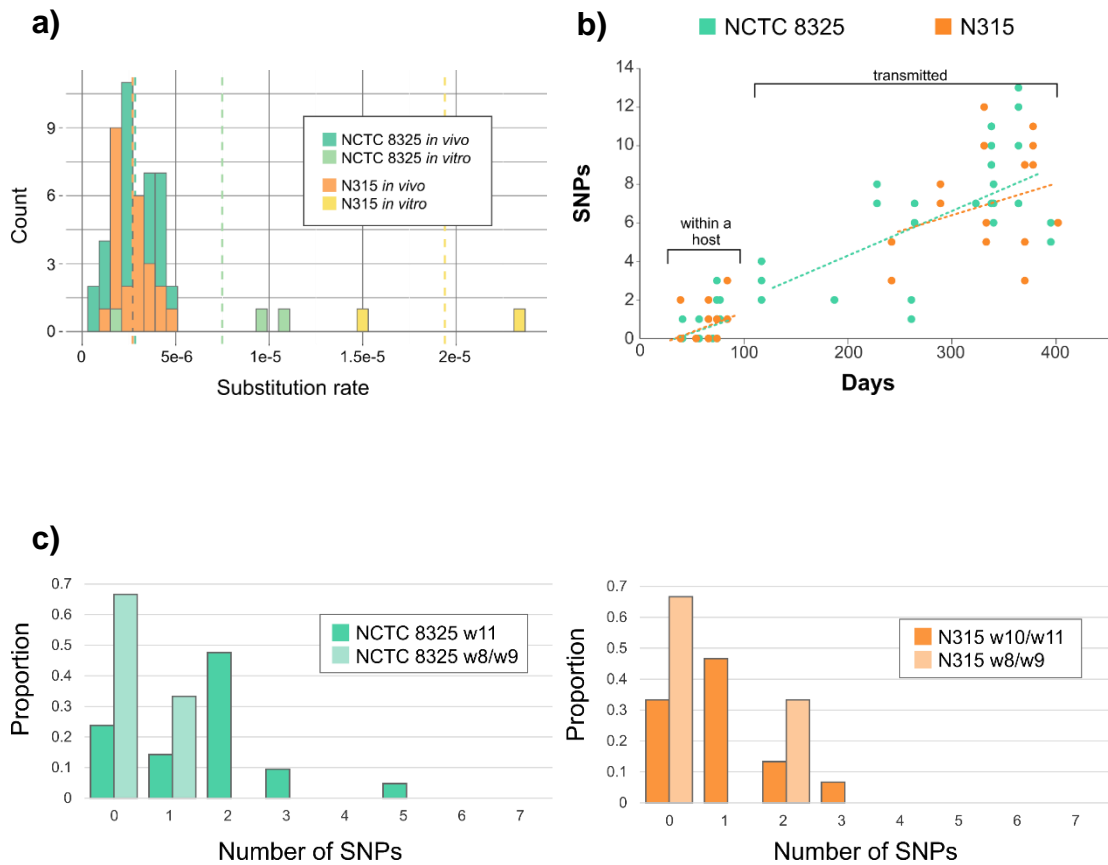 a)
9
6
3
0
Count
0
5e-6
1e-5
1.5e-5
2e-5
Substitution rate
NCTC 8325 in vivo
NCTC 8325 in vitro
N315 in vivo
N315 in vitro
b)
NCTC 8325
N315
14
12
10
8
6
4
2
0
SNPs
transmitted
within a
host
0
100
200
300
400
Days
c)
0.7
0.6
0.5
0.4
0.3
0.2
0.1
0
Proportion
NCTC 8325 w11
NCTC 8325 w8/w9
0 1 2 3 4 5 6 7
Number of SNPs
0.7
0.6
0.5
0.4
0.3
0.2
0.1
0
Proportion
N315 w10/w11
N315 w8/w9
0 1 2 3 4 5 6 7
Number of SNPs